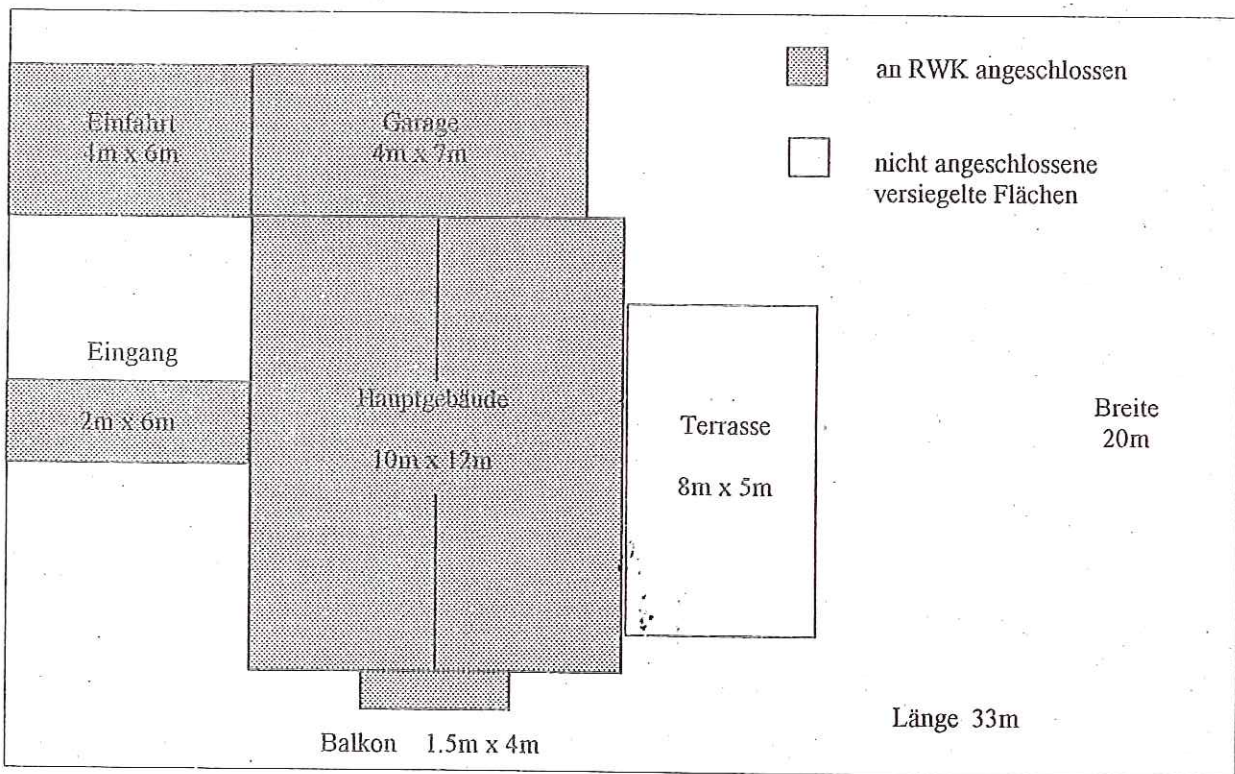 an RWK angeschlossen
nicht angeschlossene
versiegelte Flächen
Einfahrt
4m x 6m
Garage
4m x 7m
Eingang
2m x 6m
Hauptgebäude
10m x 12m
Terrasse
8m x 5m
Breite
20m
Länge 33m
Balkon 1.5m x 4m